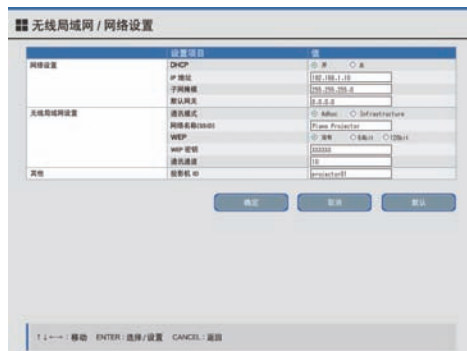 无线局域网 / 网络设置
设置项目 值
网络设置 DHCP 开 关
IP 地址 192.168.1.10
子网掩模 255.255.255.0
默认网关 0.0.0.0
无线局域网设置 通讯模式 Adhoc Infrastructure
网络名称(SSID) Piano Projector
WEP 没有 64bit 128bit
WEP 密钥 XXXXXX
通讯通道 10
其他 投影机 ID projector01
确定 取消 默认
↑↓←→ : 移动 ENTER : 选择/设置 CANCEL : 返回